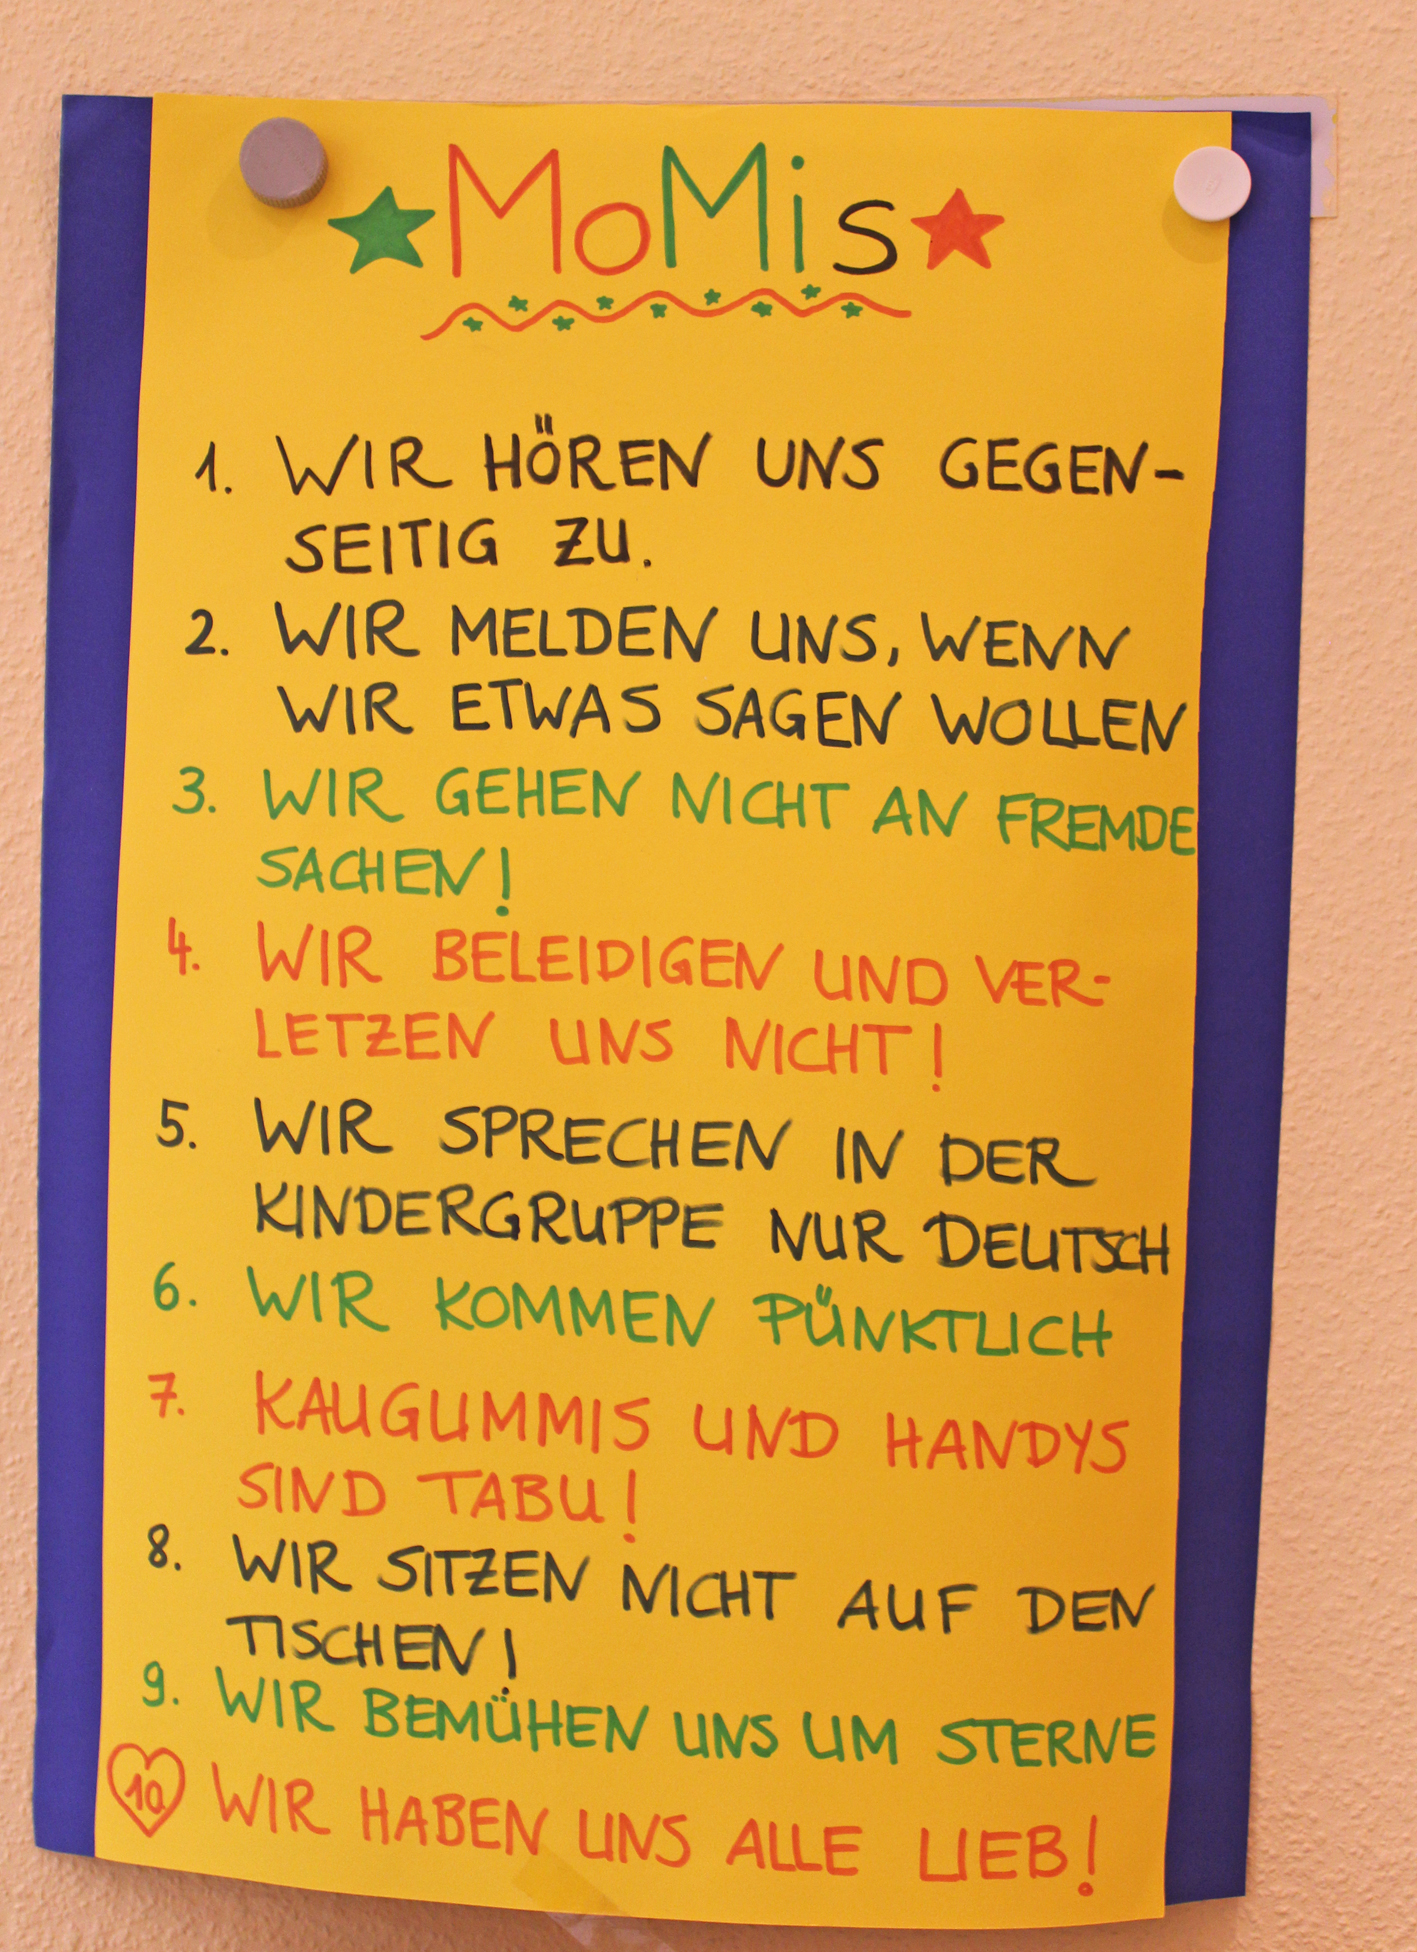 MoMis
1. WIR HÖREN UNS GEGEN-
SEITIG ZU.
2. WIR MELDEN UNS, WENN
WIR ETWAS SAGEN WOLLEN
3. WIR GEHEN NICHT AN FREMDE
SACHEN!
4. WIR BELEIDIGEN UND VER-
LETZEN UNS NICHT!
5. WIR SPRECHEN IN DER
KINDERGRUPPE NUR DEUTSCH
6. WIR KOMMEN PÜNKTLICH
7. KAUGUMMIS UND HANDYS
SIND TABU!
8. WIR SITZEN NICHT AUF DEN
TISCHEN!
9. WIR BEMÜHEN UNS UM STERNE
10. WIR HABEN UNS ALLE LIEB!